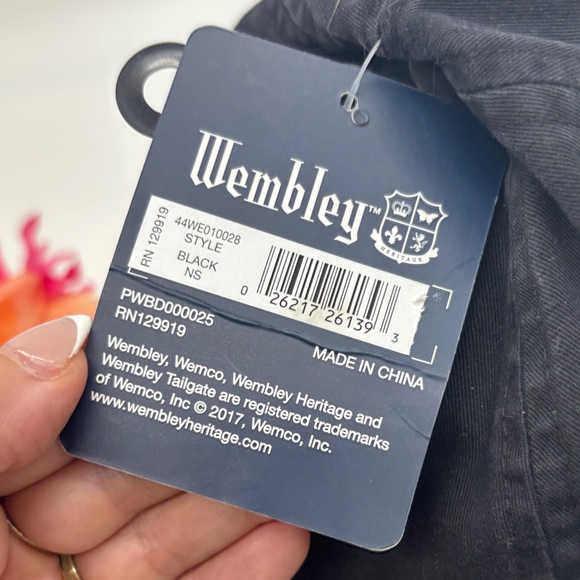 Wembley™
HERITAGE
RN 129919
44WE010028
STYLE
BLACK
NS
0 26217 26139 3
PWBD000025
RN129919
MADE IN CHINA
Wembley, Wemco, Wembley Heritage and
Wembley Tailgate are registered trademarks
of Wemco, Inc © 2017, Wemco, Inc.
www.wembleyheritage.com